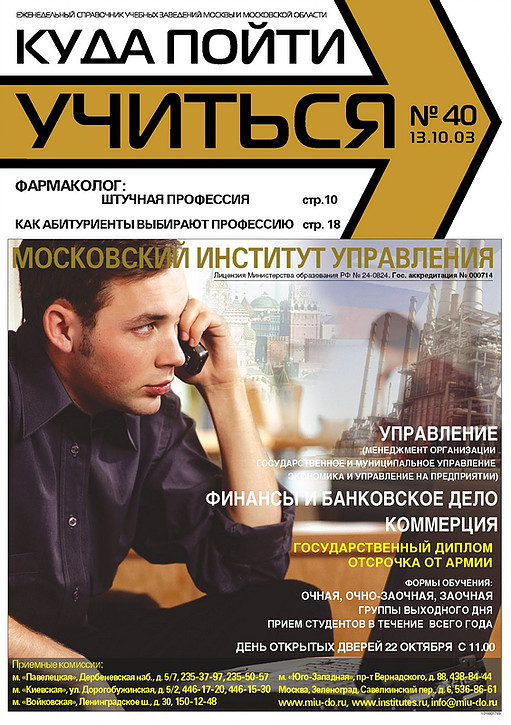 ЕЖЕНЕДЕЛЬНЫЙ СПРАВОЧНИК УЧЕБНЫХ ЗАВЕДЕНИЙ МОСКВЫ И МОСКОВСКОЙ ОБЛАСТИ
КУДА ПОЙТИ
УЧИТЬСЯ
№ 40
13.10.03
ФАРМАКОЛОГ:
ШТУЧНАЯ ПРОФЕССИЯ стр.10
КАК АБИТУРИЕНТЫ ВЫБИРАЮТ ПРОФЕССИЮ стр. 18
МОСКОВСКИЙ ИНСТИТУТ УПРАВЛЕНИЯ
Лицензия Министерства образования РФ № 24-0824. Гос. аккредитация № 000714
УПРАВЛЕНИЕ
(МЕНЕДЖМЕНТ ОРГАНИЗАЦИИ
ГОСУДАРСТВЕННОЕ И МУНИЦИПАЛЬНОЕ УПРАВЛЕНИЕ
ЭКОНОМИКА И УПРАВЛЕНИЕ НА ПРЕДПРИЯТИИ)
ФИНАНСЫ И БАНКОВСКОЕ ДЕЛО
КОММЕРЦИЯ
ГОСУДАРСТВЕННЫЙ ДИПЛОМ
ОТСРОЧКА ОТ АРМИИ
ФОРМЫ ОБУЧЕНИЯ:
ОЧНАЯ, ОЧНО-ЗАОЧНАЯ, ЗАОЧНАЯ
ГРУППЫ ВЫХОДНОГО ДНЯ
ПРИЕМ СТУДЕНТОВ В ТЕЧЕНИЕ ВСЕГО ГОДА
ДЕНЬ ОТКРЫТЫХ ДВЕРЕЙ 22 ОКТЯБРЯ С 11.00
Приемные комиссии:
м. «Павелецкая», Дербеневская наб., д. 5/7, 235-37-97, 235-50-57
м. «Юго-Западная», пр-т Вернадского, д. 88, 438-84-44
м. «Киевская», ул. Дорогобужинская, д. 5/2, 446-17-20, 446-15-30
Москва, Зеленоград, Савелкинский пер., д. 6, 536-86-61
м. «Войковская», Ленинградское ш., д. 30, 150-12-48
www.miu-do.ru, www.institutes.ru, info@miu-do.ru